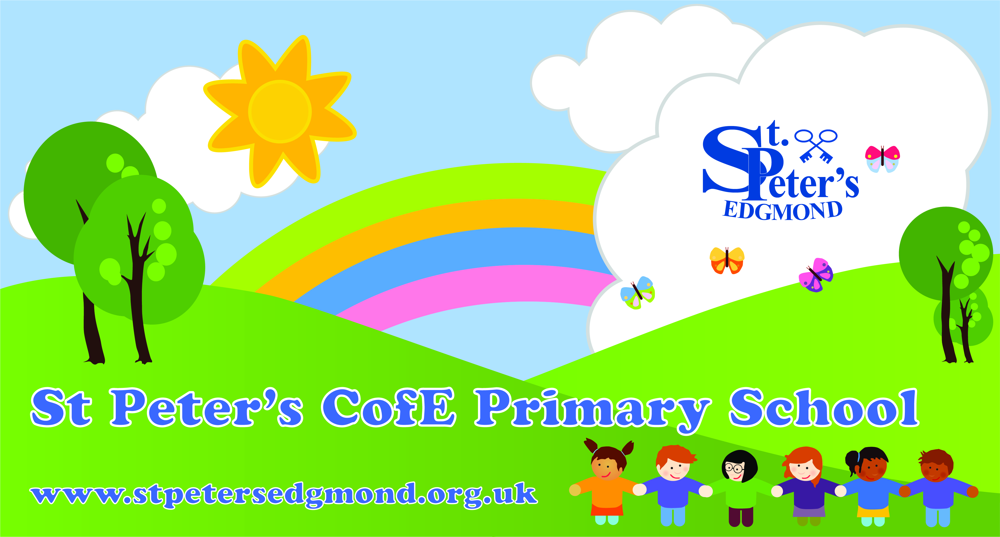 St.
Peter’s
EDGMOND
St Peter’s CofE Primary School
www.stpetersedgmond.org.uk